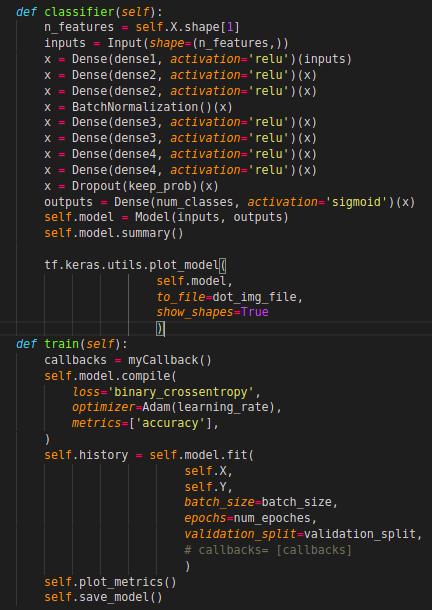 def classifier(self):
n_features = self.X.shape[1]
inputs = Input(shape=(n_features,))
x = Dense(dense1, activation='relu')(inputs)
x = Dense(dense2, activation='relu')(x)
x = Dense(dense2, activation='relu')(x)
x = BatchNormalization()(x)
x = Dense(dense3, activation='relu')(x)
x = Dense(dense3, activation='relu')(x)
x = Dense(dense4, activation='relu')(x)
x = Dense(dense4, activation='relu')(x)
x = Dropout(keep_prob)(x)
outputs = Dense(num_classes, activation='sigmoid')(x)
self.model = Model(inputs, outputs)
self.model.summary()
tf.keras.utils.plot_model(
self.model,
to_file=dot_img_file,
show_shapes=True
)
def train(self):
callbacks = myCallback()
self.model.compile(
loss='binary_crossentropy',
optimizer=Adam(learning_rate),
metrics=['accuracy'],
)
self.history = self.model.fit(
self.X,
self.Y,
batch_size=batch_size,
epochs=num_epoches,
validation_split=validation_split,
# callbacks= [callbacks]
)
self.plot_metrics()
self.save_model()